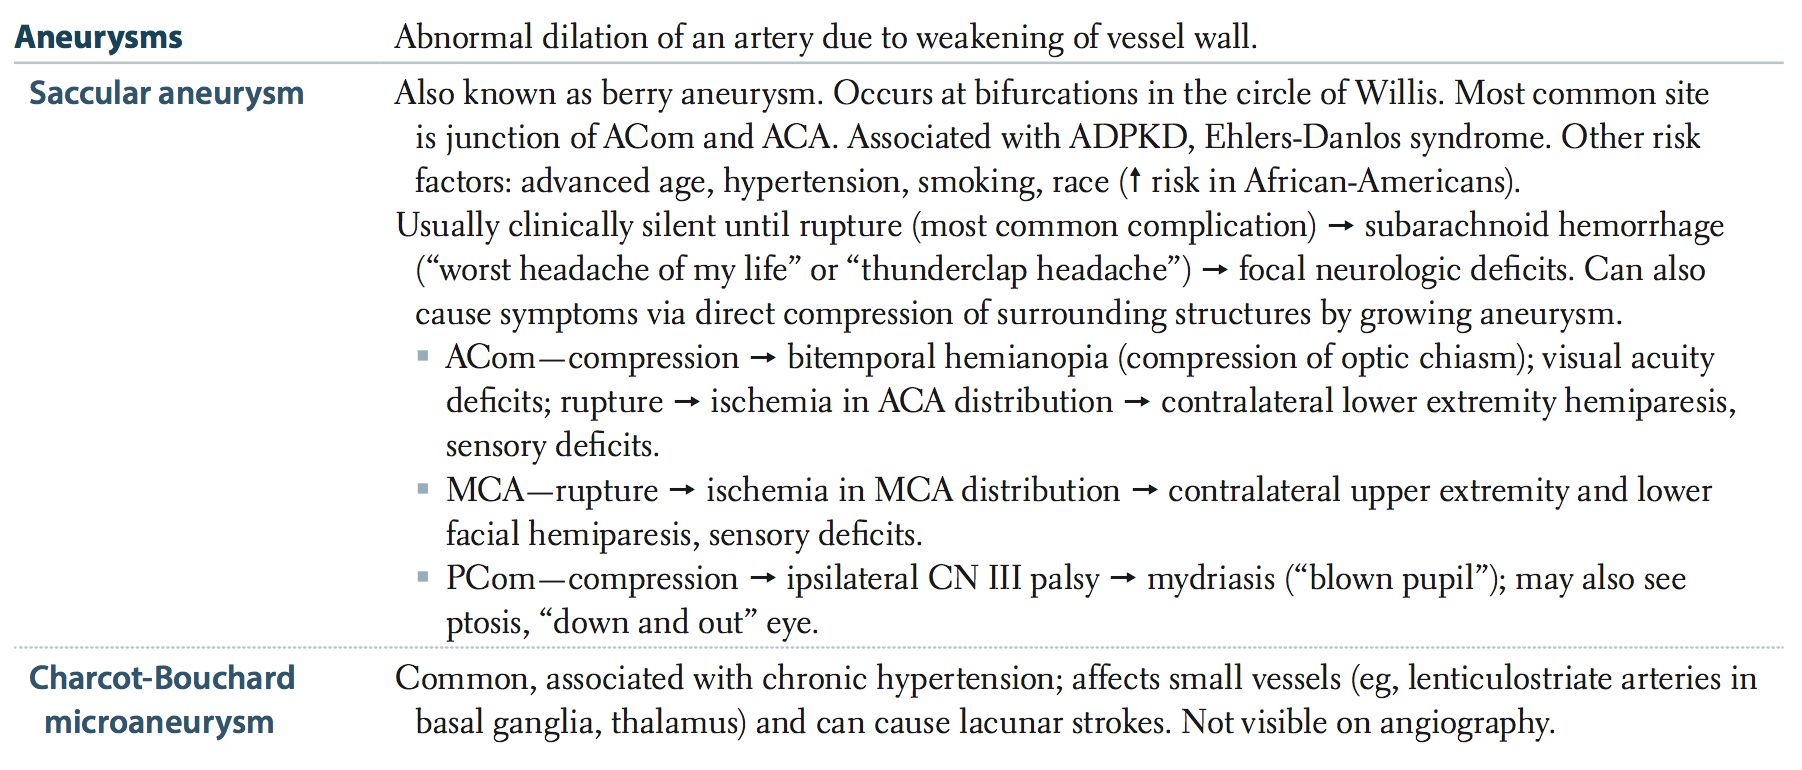 Aneurysms Abnormal dilation of an artery due to weakening of vessel wall.
Saccular aneurysm Also known as berry aneurysm. Occurs at bifurcations in the circle of Willis. Most common site
is junction of ACom and ACA. Associated with ADPKD, Ehlers-Danlos syndrome. Other risk
factors: advanced age, hypertension, smoking, race (↑ risk in African-Americans).
Usually clinically silent until rupture (most common complication) → subarachnoid hemorrhage
(“worst headache of my life” or “thunderclap headache”) → focal neurologic deficits. Can also
cause symptoms via direct compression of surrounding structures by growing aneurysm.
▪ ACom—compression → bitemporal hemianopia (compression of optic chiasm); visual acuity
deficits; rupture → ischemia in ACA distribution → contralateral lower extremity hemiparesis,
sensory deficits.
▪ MCA—rupture → ischemia in MCA distribution → contralateral upper extremity and lower
facial hemiparesis, sensory deficits.
▪ PCom—compression → ipsilateral CN III palsy → mydriasis (“blown pupil”); may also see
ptosis, “down and out” eye.
Charcot-Bouchard Common, associated with chronic hypertension; affects small vessels (eg, lenticulostriate arteries in
microaneurysm basal ganglia, thalamus) and can cause lacunar strokes. Not visible on angiography.